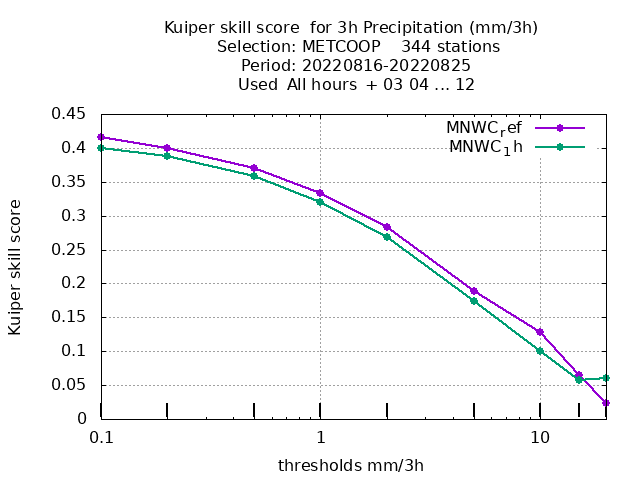 Kuiper skill score  for 3h Precipitation (mm/3h)
Selection: METCOOP    344 stations
Period: 20220816-20220825
Used  All hours  + 03 04 ... 12
MNWC_ref
MNWC_1h
Kuiper skill score
0.45
0.4
0.35
0.3
0.25
0.2
0.15
0.1
0.05
0
0.1 1 10
thresholds mm/3h